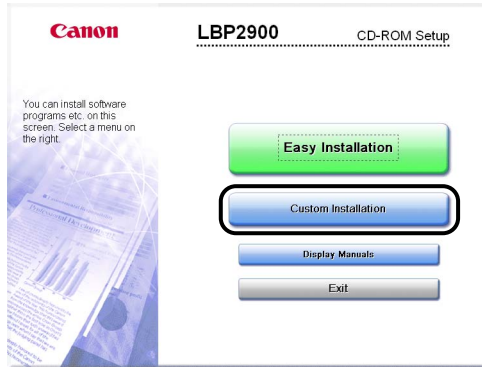 Canon
LBP2900
CD-ROM Setup
You can install software
programs etc. on this
screen. Select a menu on
the right.
Easy Installation
Custom Installation
Display Manuals
Exit